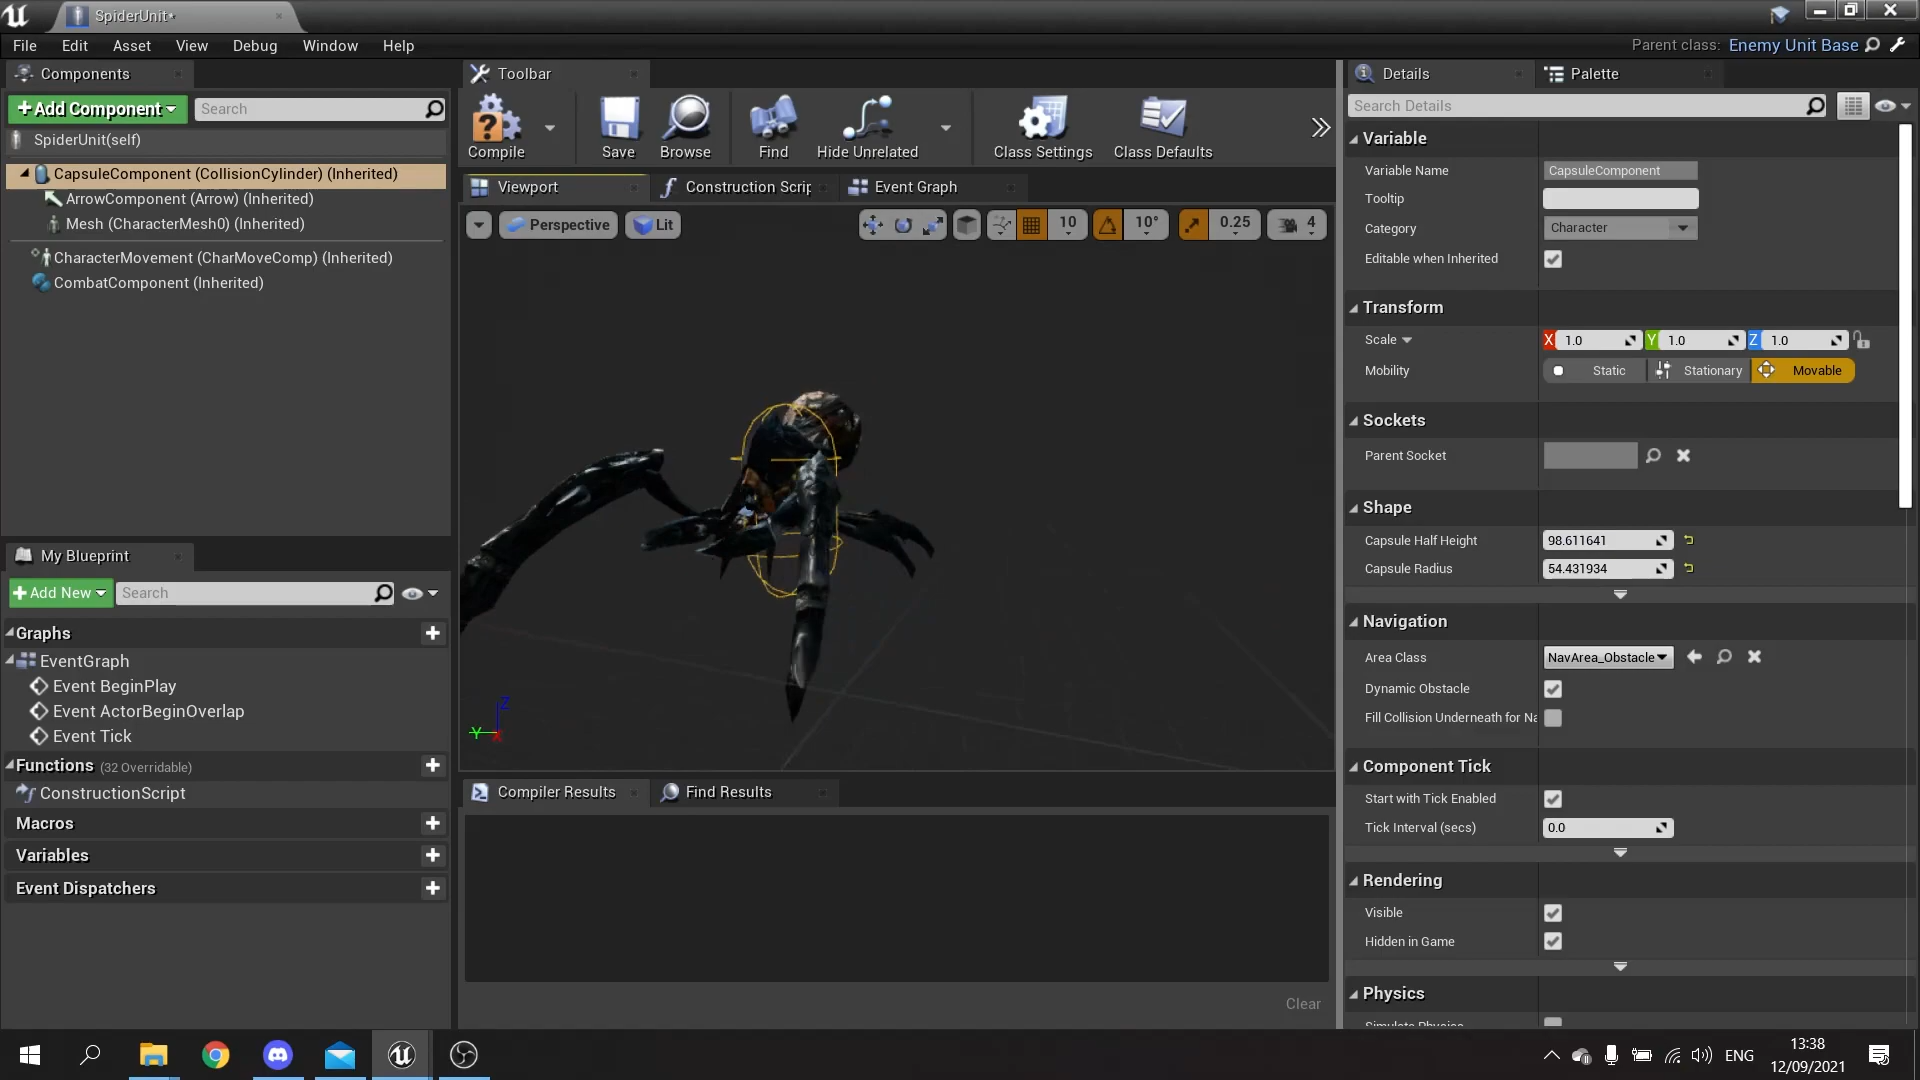 SpiderUnit*
File Edit Asset View Debug Window Help
Parent class: Enemy Unit Base
Components
Add Component
Search
SpiderUnit(self)
CapsuleComponent (CollisionCylinder) (Inherited)
ArrowComponent (Arrow) (Inherited)
Mesh (CharacterMesh0) (Inherited)
CharacterMovement (CharMoveComp) (Inherited)
CombatComponent (Inherited)
My Blueprint
Add New
Search
Graphs
EventGraph
Event BeginPlay
Event ActorBeginOverlap
Event Tick
Functions (32 Overridable)
ConstructionScript
Macros
Variables
Event Dispatchers
Toolbar
Compile
Save
Browse
Find
Hide Unrelated
Class Settings
Class Defaults
Viewport
Construction Scrip
Event Graph
Perspective
Lit
10
10°
0.25
4
Z
Y
X
Compiler Results
Find Results
Clear
Details
Palette
Search Details
Variable
Variable Name CapsuleComponent
Tooltip
Category Character
Editable when Inherited
Transform
Scale X 1.0 Y 1.0 Z 1.0
Mobility Static Stationary Movable
Sockets
Parent Socket
Shape
Capsule Half Height 98.611641
Capsule Radius 54.431934
Navigation
Area Class NavArea_Obstacle
Dynamic Obstacle
Fill Collision Underneath for Na
Component Tick
Start with Tick Enabled
Tick Interval (secs) 0.0
Rendering
Visible
Hidden in Game
Physics
Simulate Physics
ENG
13:38
12/09/2021